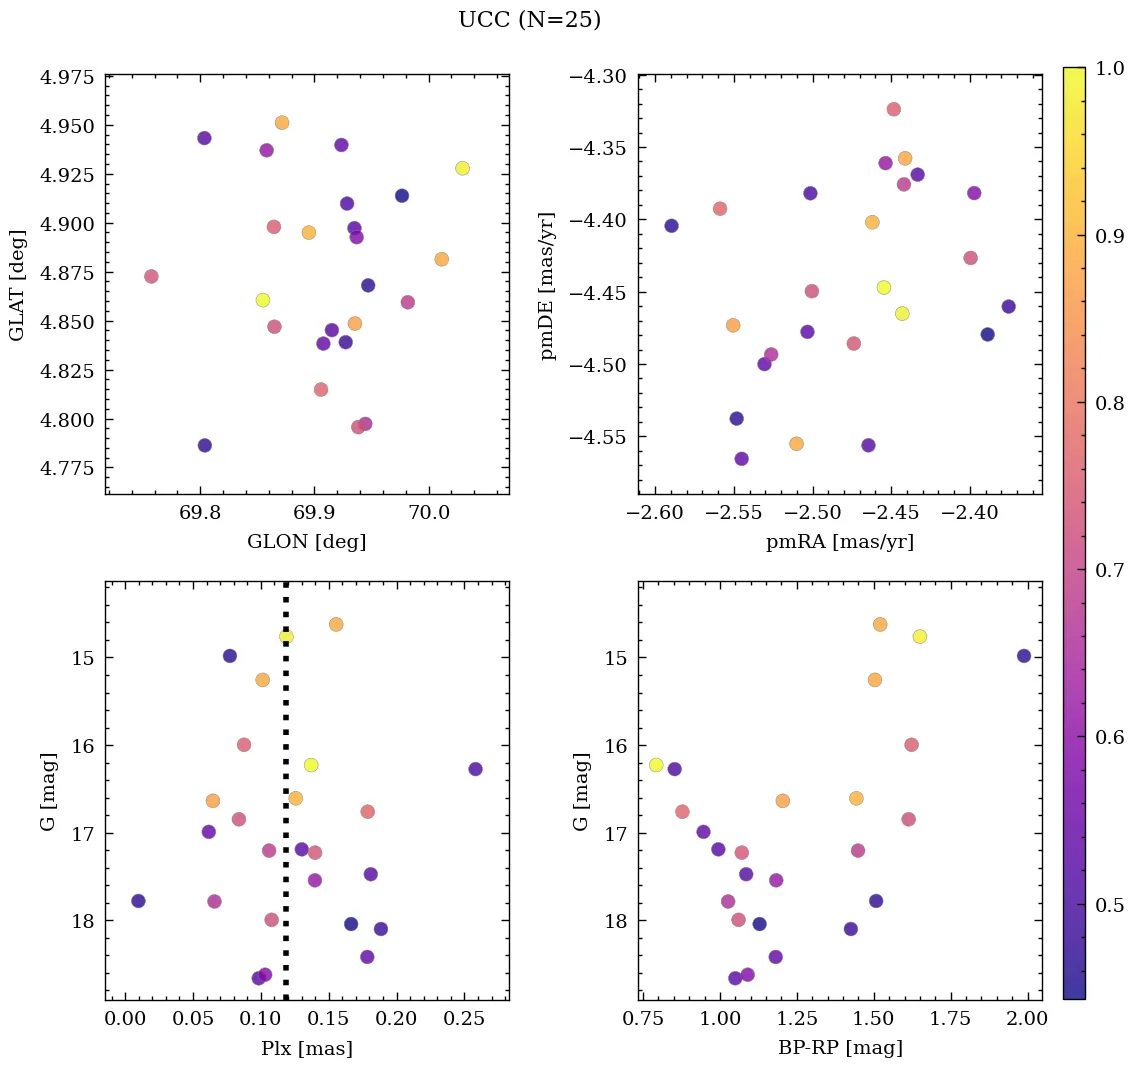 UCC (N=25)
4.975
4.950
4.925
4.900
4.875
4.850
4.825
4.800
4.775
GLAT [deg]
69.8 69.9 70.0
GLON [deg]
−4.30
−4.35
−4.40
−4.45
−4.50
−4.55
pmDE [mas/yr]
−2.60 −2.55 −2.50 −2.45 −2.40
pmRA [mas/yr]
15
16
17
18
G [mag]
0.00 0.05 0.10 0.15 0.20 0.25
Plx [mas]
15
16
17
18
G [mag]
0.75 1.00 1.25 1.50 1.75 2.00
BP-RP [mag]
1.0
0.9
0.8
0.7
0.6
0.5